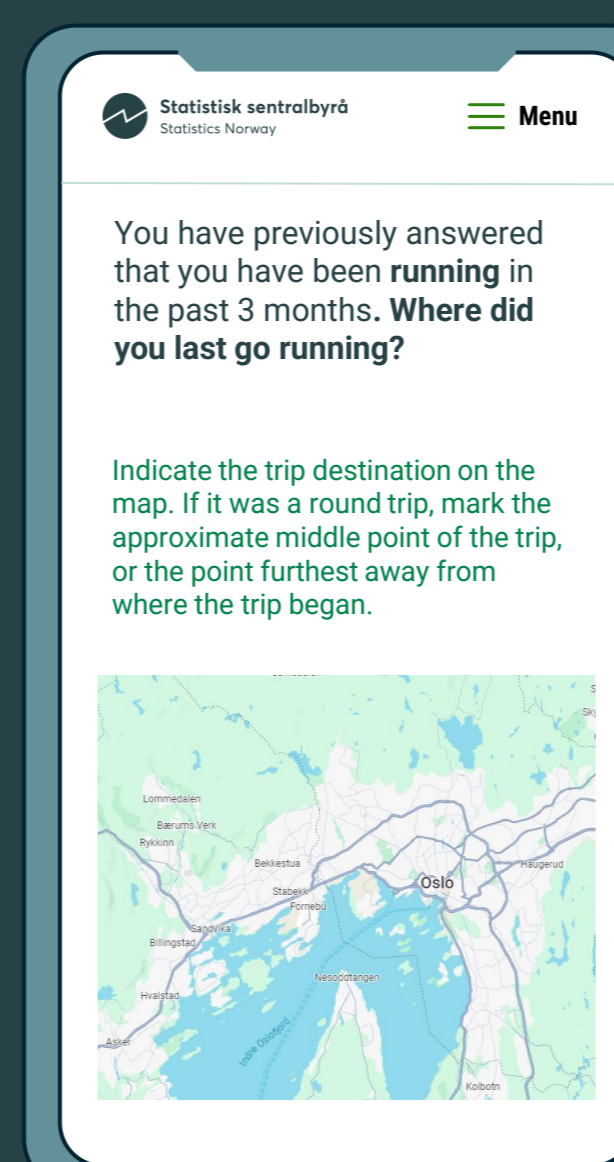 Statistisk sentralbyrå
Statistics Norway
Menu
You have previously answered
that you have been running in
the past 3 months. Where did
you last go running?
Indicate the trip destination on the
map. If it was a round trip, mark the
approximate middle point of the trip,
or the point furthest away from
where the trip began.
Lommedalen
Bærums Verk
Rykkinn
Bekkestua
Haugerud
Oslo
Stabekk
Fornebu
Sandvika
Billingstad
Nesoddtangen
Hvalstad
Indre Oslofjord
Asker
Kolbotn